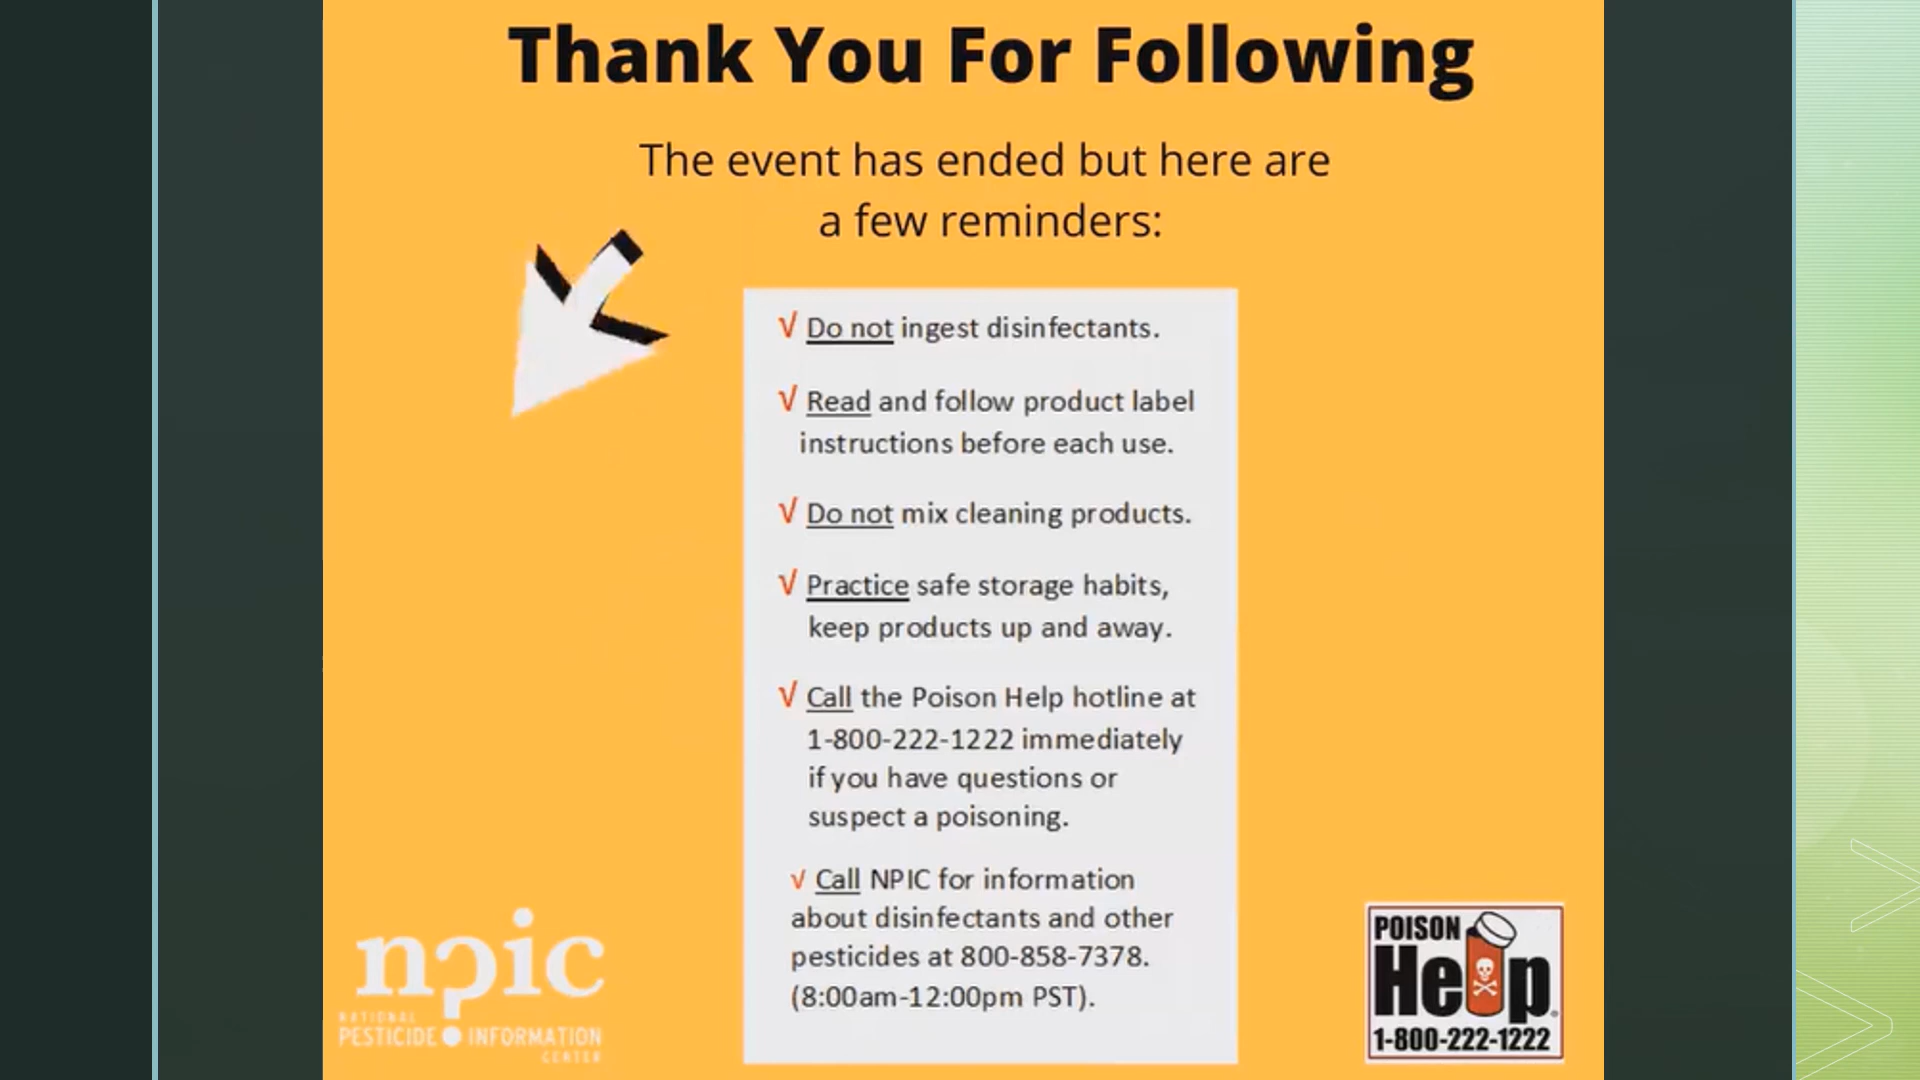 Thank You For Following
The event has ended but here are
a few reminders:
√ Do not ingest disinfectants.
√ Read and follow product label
instructions before each use.
√ Do not mix cleaning products.
√ Practice safe storage habits,
keep products up and away.
√ Call the Poison Help hotline at
1-800-222-1222 immediately
if you have questions or
suspect a poisoning.
√ Call NPIC for information
about disinfectants and other
pesticides at 800-858-7378.
(8:00am-12:00pm PST).
npic
NATIONAL
PESTICIDE INFORMATION
CENTER
POISON
Help®
1-800-222-1222